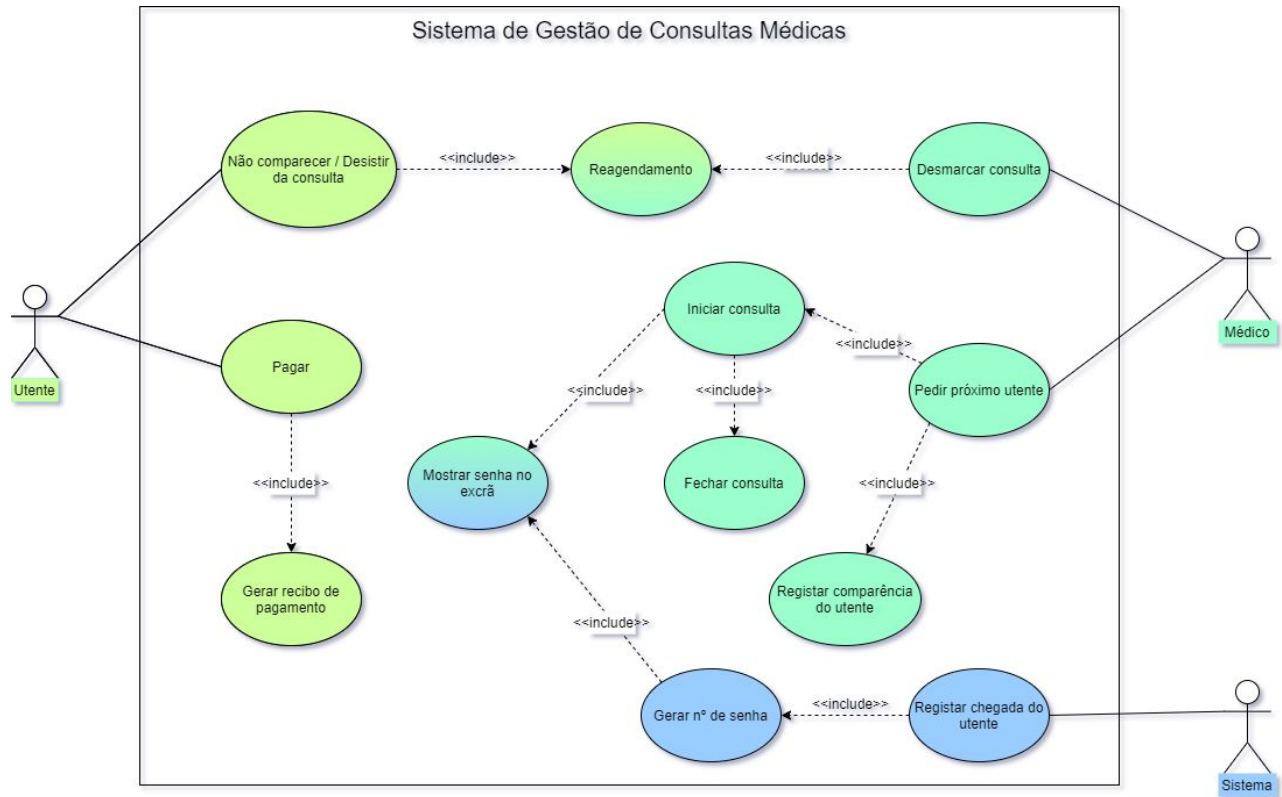 Sistema de Gestão de Consultas Médicas
Não comparecer / Desistir
da consulta
<<include>>
Reagendamento
<<include>>
Desmarcar consulta
Utente
Médico
Iniciar consulta
<<include>>
Pagar
<<include>>
<<include>>
Pedir próximo utente
Mostrar senha no
excrã
Fechar consulta
<<include>>
<<include>>
Gerar recibo de
pagamento
Registar comparência
do utente
<<include>>
Gerar nº de senha
<<include>>
Registar chegada do
utente
Sistema